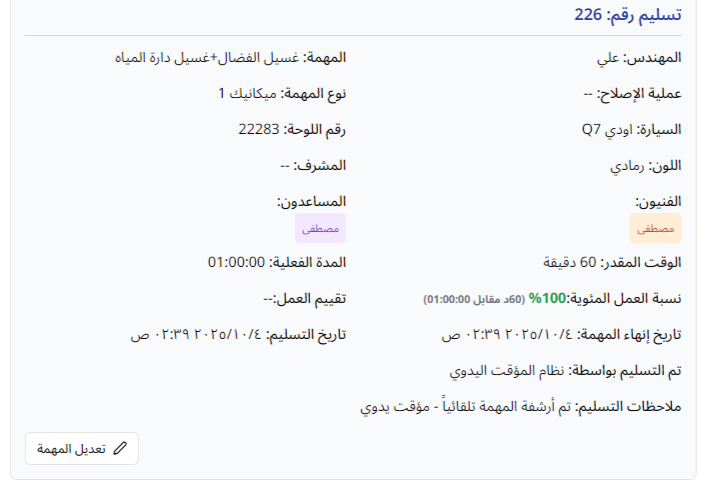 تسليم رقم: 226
المهندس: علي
المهمة: غسيل الفضال+غسيل دارة المياه
عملية الإصلاح: --
نوع المهمة: ميكانيك 1
السيارة: اودي Q7
رقم اللوحة: 22283
اللون: رمادي
المشرف: --
الفنيون:
المساعدون:
مصطفى
مصطفى
الوقت المقدر: 60 دقيقة
المدة الفعلية: 01:00:00
نسبة العمل المئوية:100% (60د مقابل 01:00:00)
تقييم العمل:--
تاريخ إنهاء المهمة: ٢٠٢٥/١٠/٤ ٠٢:٣٩ ص
تاريخ التسليم: ٢٠٢٥/١٠/٤ ٠٢:٣٩ ص
تم التسليم بواسطة: نظام المؤقت اليدوي
ملاحظات التسليم: تم أرشفة المهمة تلقائياً - مؤقت يدوي
تعديل المهمة